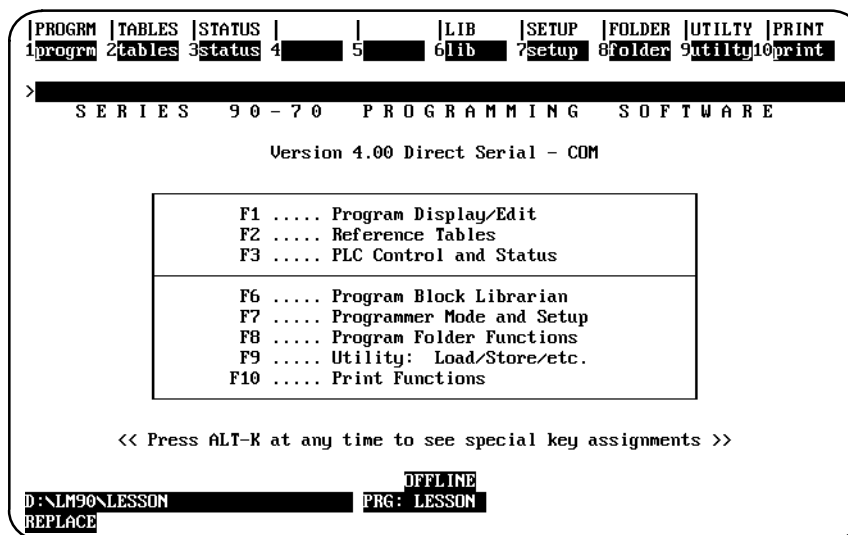 |PROGRM |TABLES |STATUS | | |LIB |SETUP |FOLDER |UTILTY |PRINT
1progrm 2tables 3status 4 5 6lib 7setup 8folder 9utilty10print
>
S E R I E S 9 0 - 7 0 P R O G R A M M I N G S O F T W A R E
Version 4.00 Direct Serial - COM
F1 ..... Program Display/Edit
F2 ..... Reference Tables
F3 ..... PLC Control and Status
F6 ..... Program Block Librarian
F7 ..... Programmer Mode and Setup
F8 ..... Program Folder Functions
F9 ..... Utility: Load/Store/etc.
F10 ..... Print Functions
<< Press ALT-K at any time to see special key assignments >>
OFFLINE
D:\LM90\LESSON PRG: LESSON
REPLACE